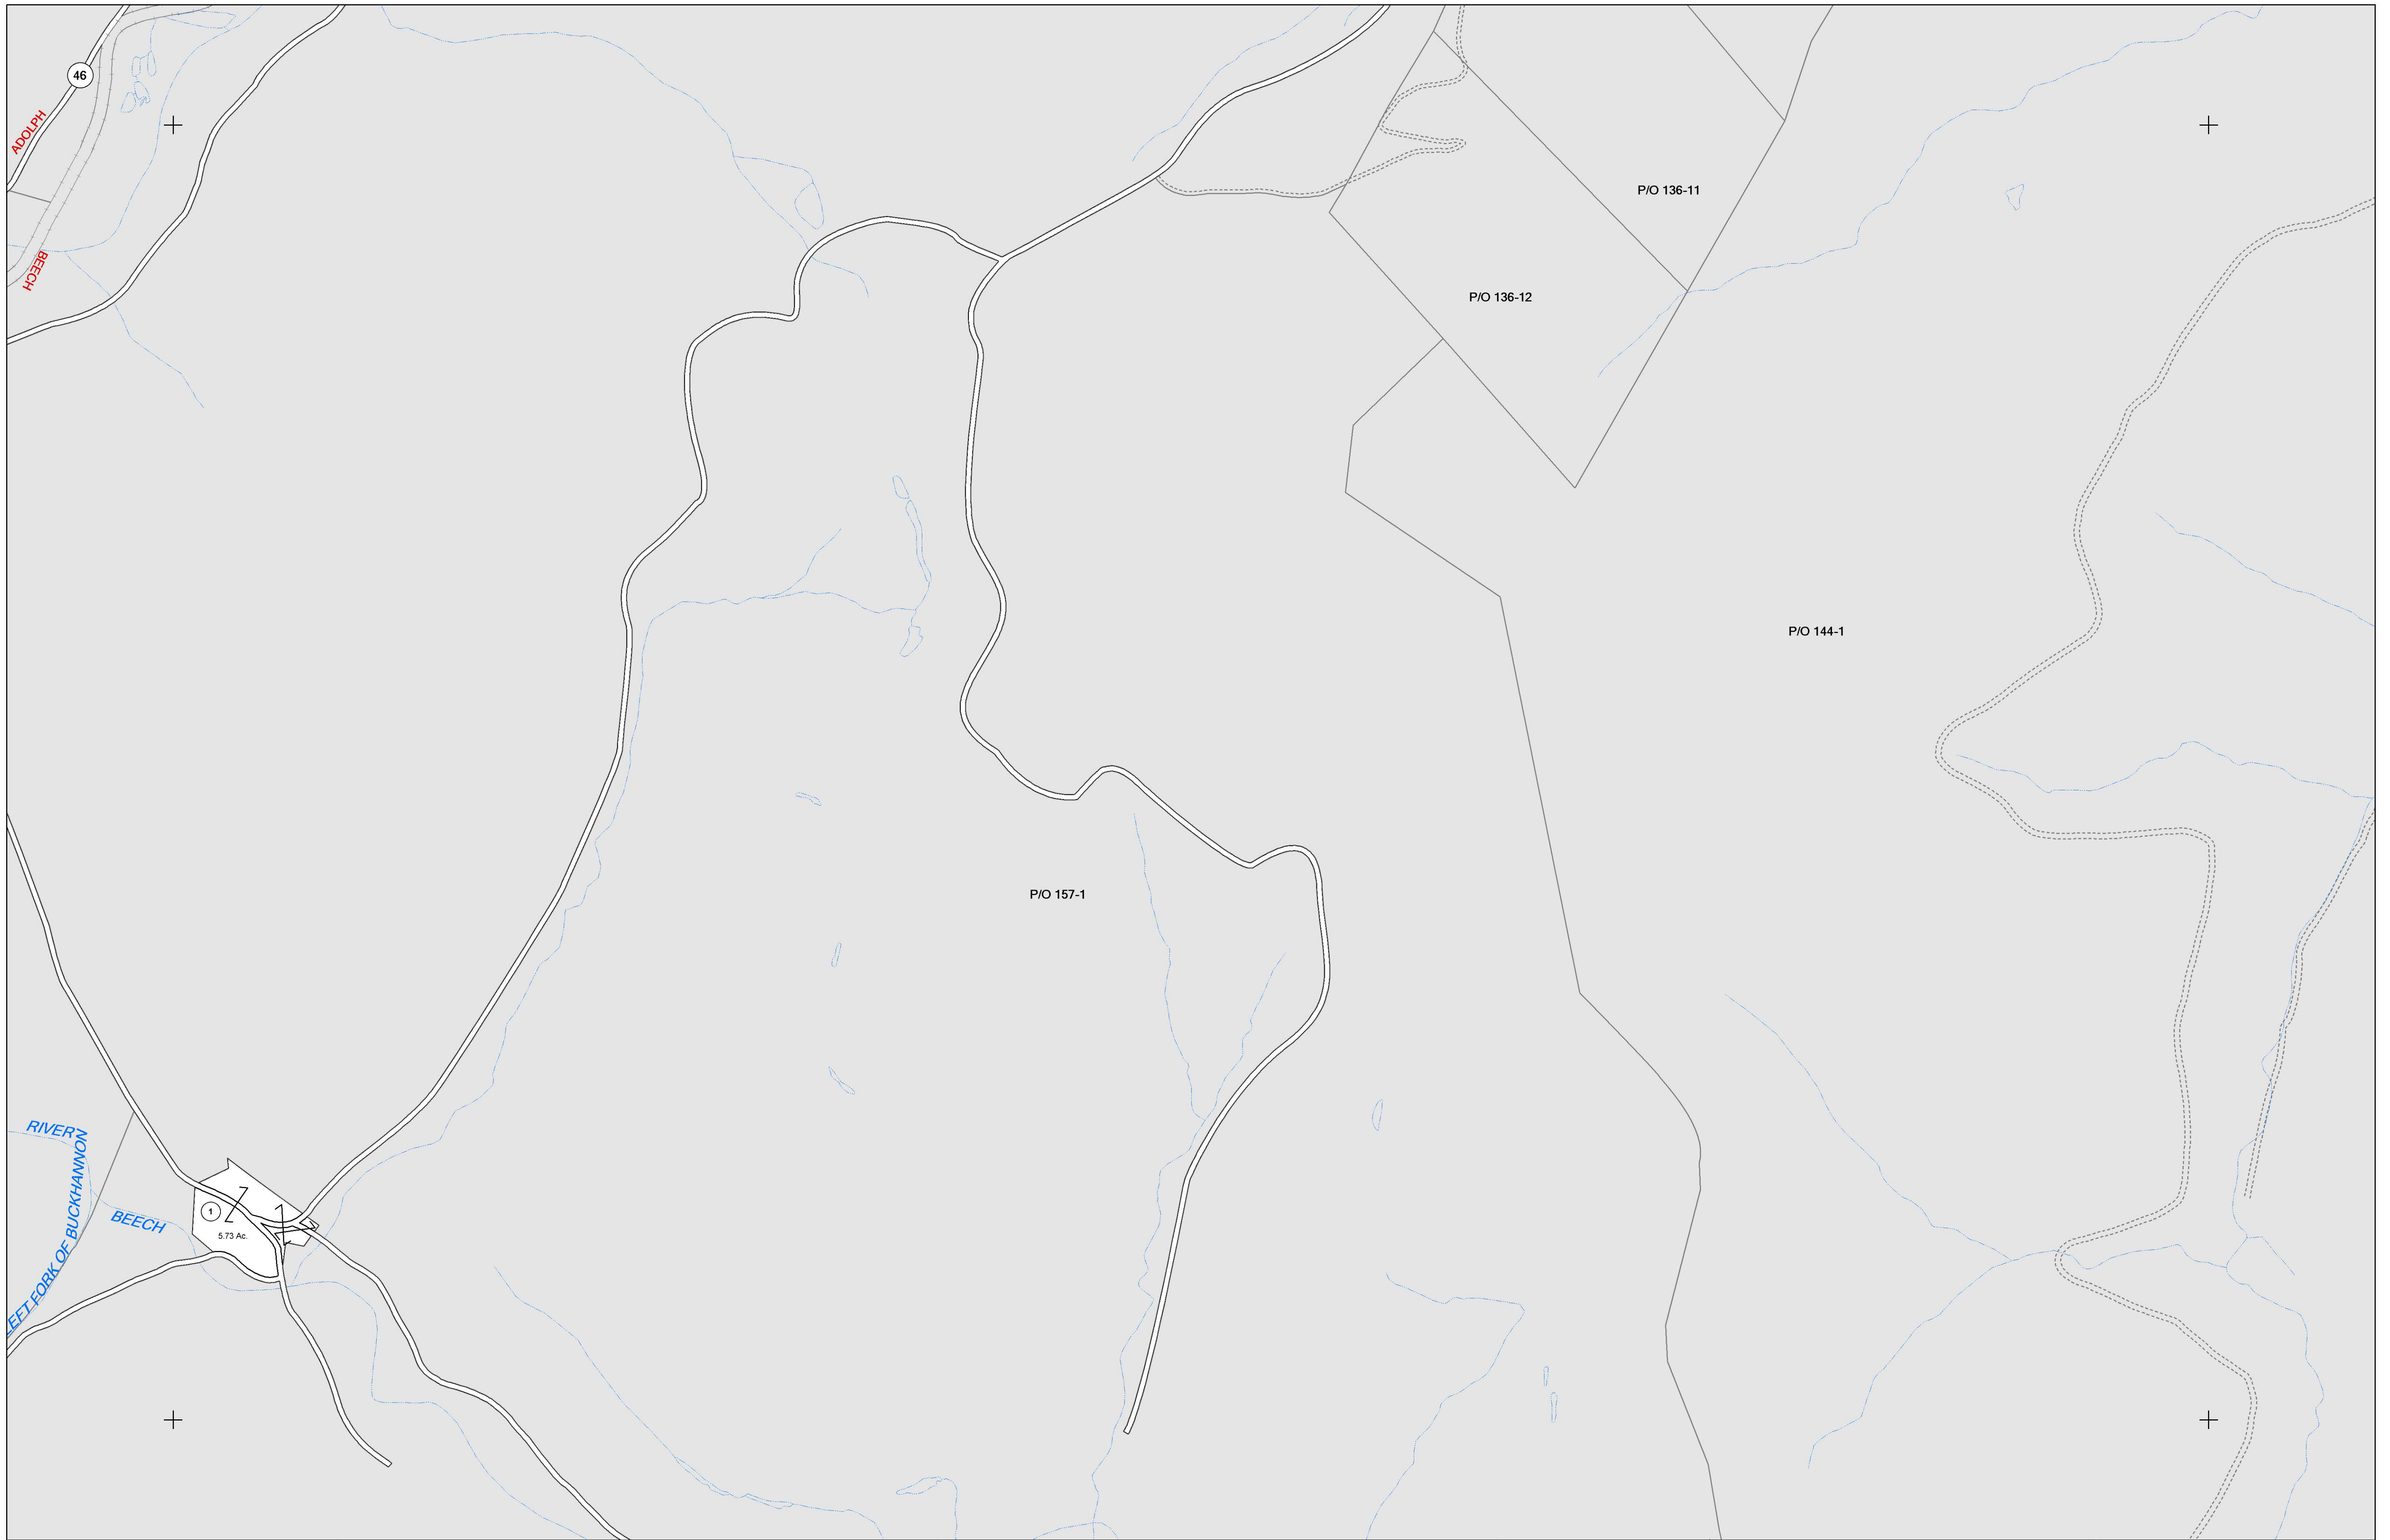 46
ADOLPH
BEECH
P/O 136-11
P/O 136-12
P/O 144-1
P/O 157-1
RIVER
LEFT FORK OF BUCKHANNON
BEECH
1
5.73 Ac.